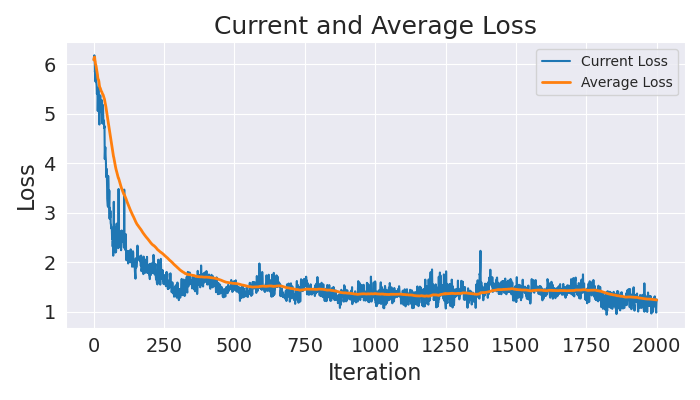 Current and Average Loss
Current Loss
Average Loss
6
5
4
3
2
1
Loss
0 250 500 750 1000 1250 1500 1750 2000
Iteration